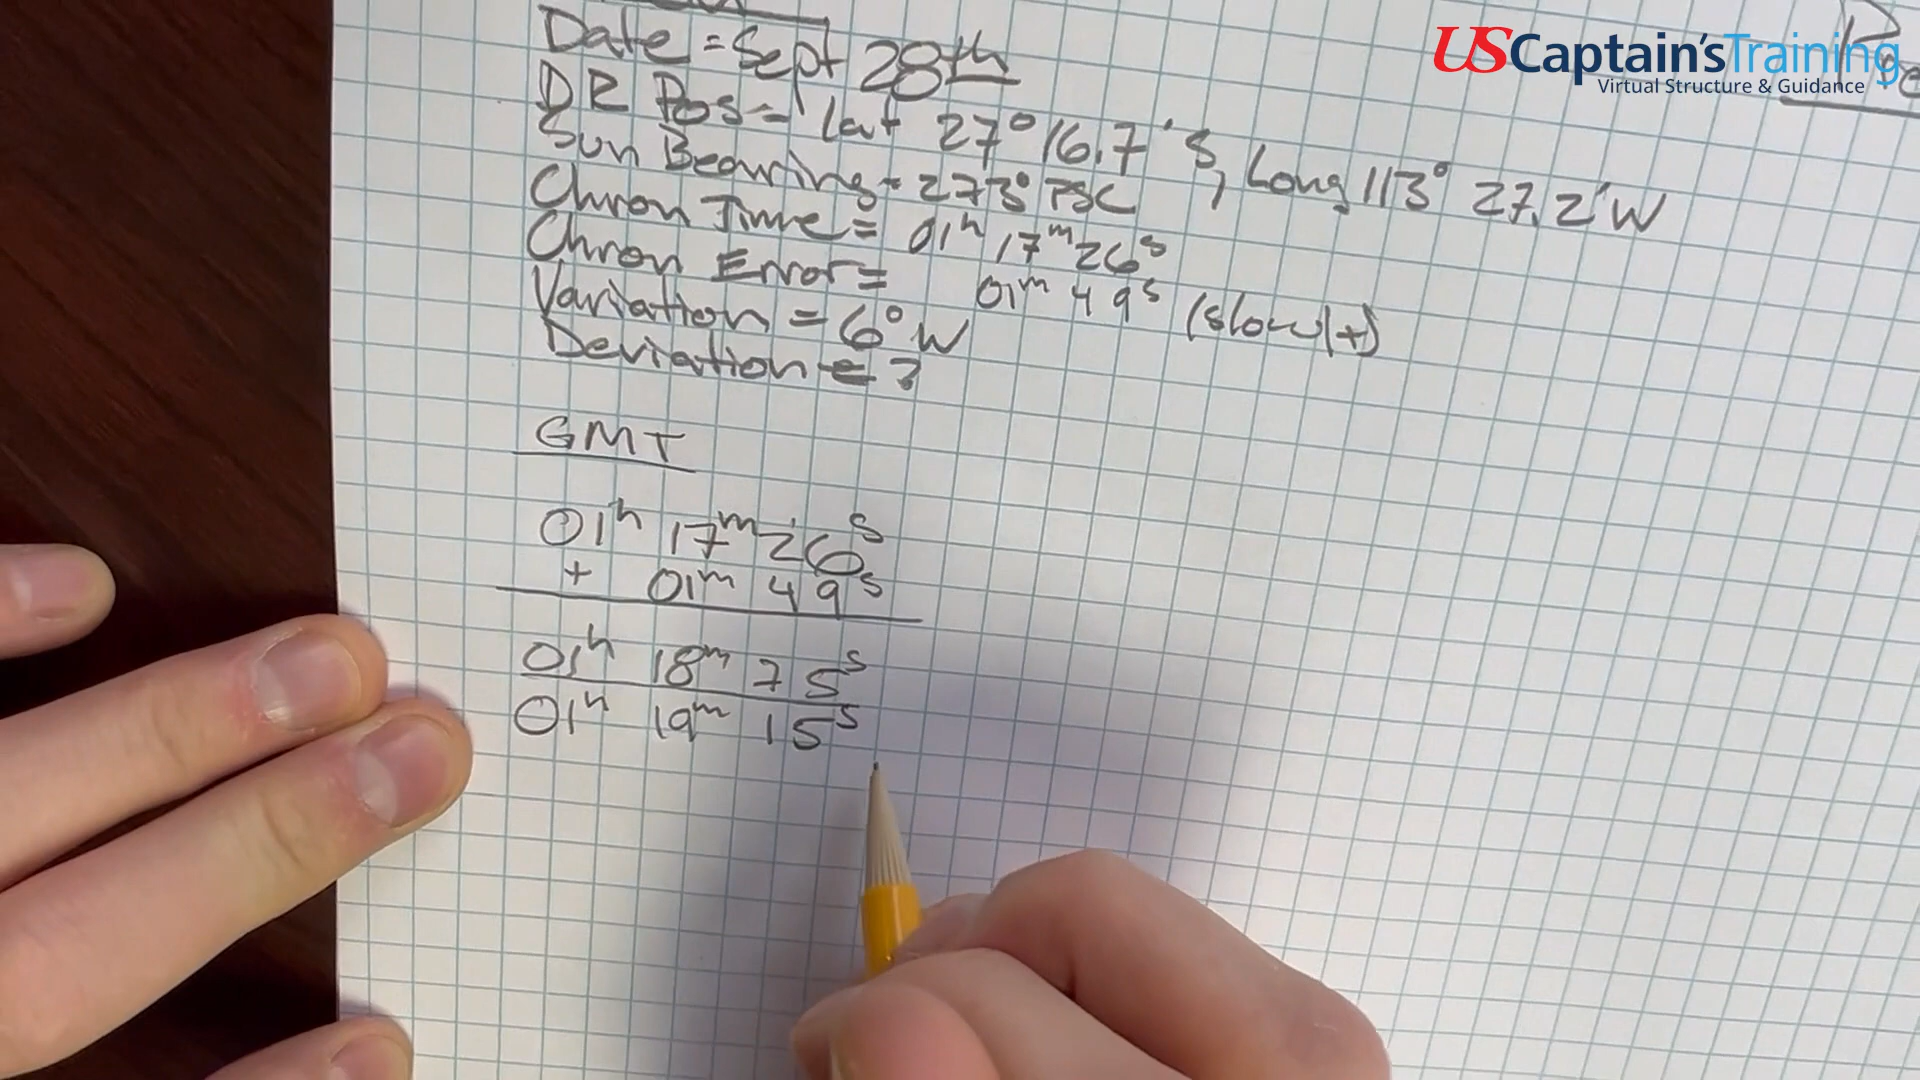 USCaptain'sTraining
Virtual Structure & Guidance
Date = Sept 28th
DR Pos = Lat 27° 16.7' S, Long 113° 27.2' W
Sun Bearing = 273° PSC
Chron Time = 01h 17m 26s
Chron Error = 01m 49s (slow/+)
Variation = 6° W
Deviation = ?
GMT
01h 17m 26s
+ 01m 49s
01h 18m 75s
01h 19m 15s